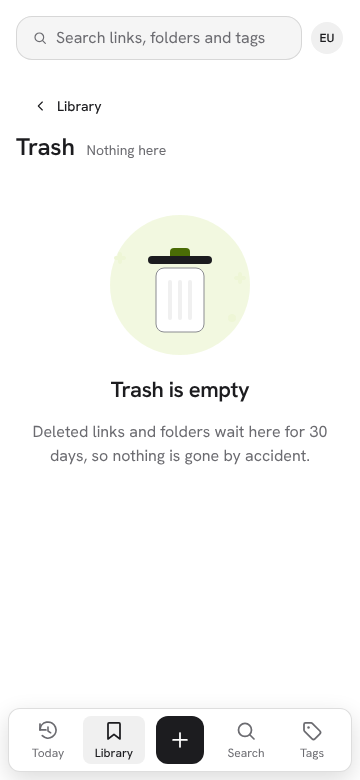 Search links, folders and tags
EU
Library
Trash
Nothing here
Trash is empty
Deleted links and folders wait here for 30
days, so nothing is gone by accident.
Today
Library
Search
Tags